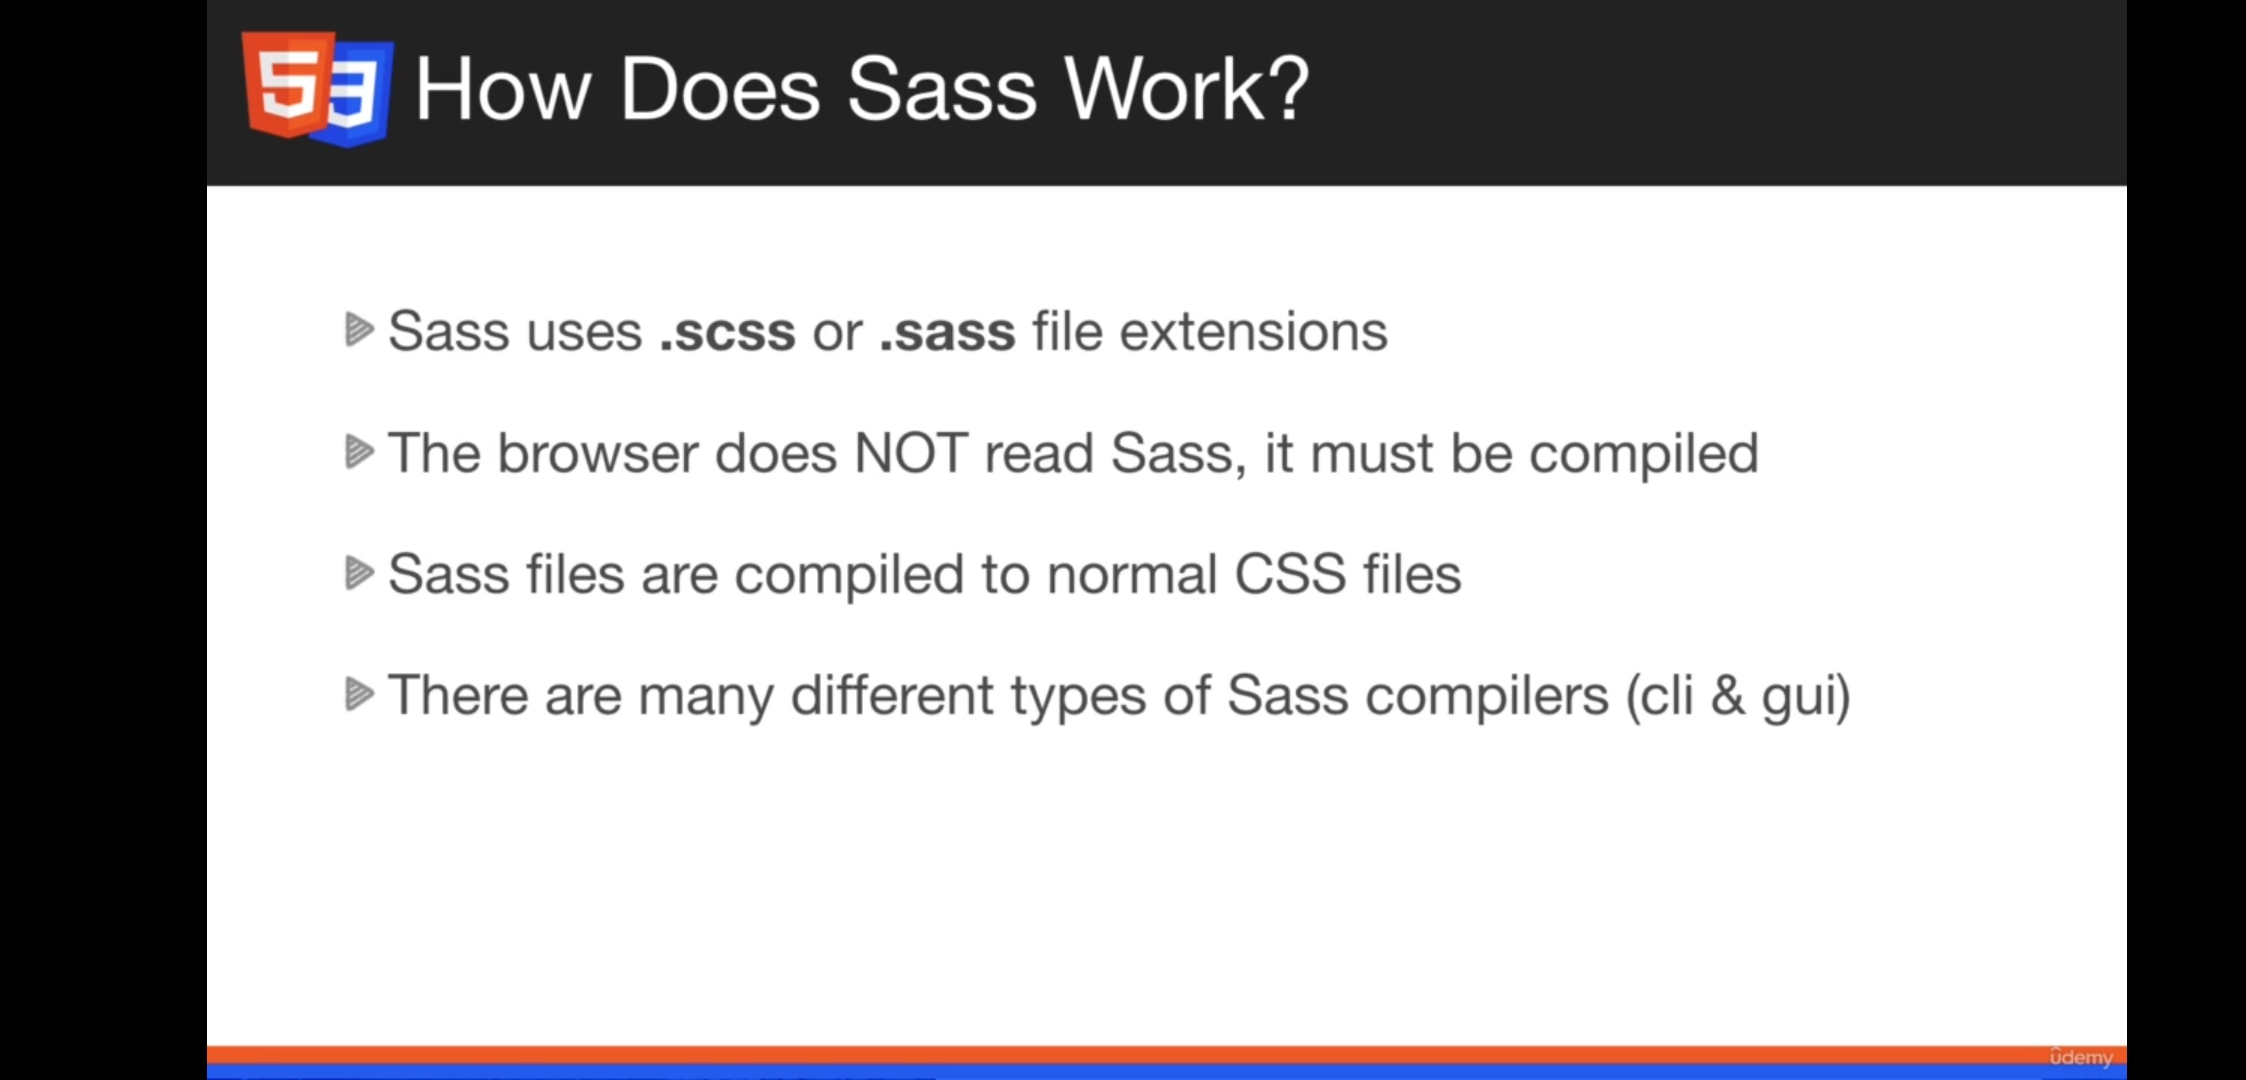 How Does Sass Work?
Sass uses .scss or .sass file extensions
The browser does NOT read Sass, it must be compiled
Sass files are compiled to normal CSS files
There are many different types of Sass compilers (cli & gui)
ûdemy